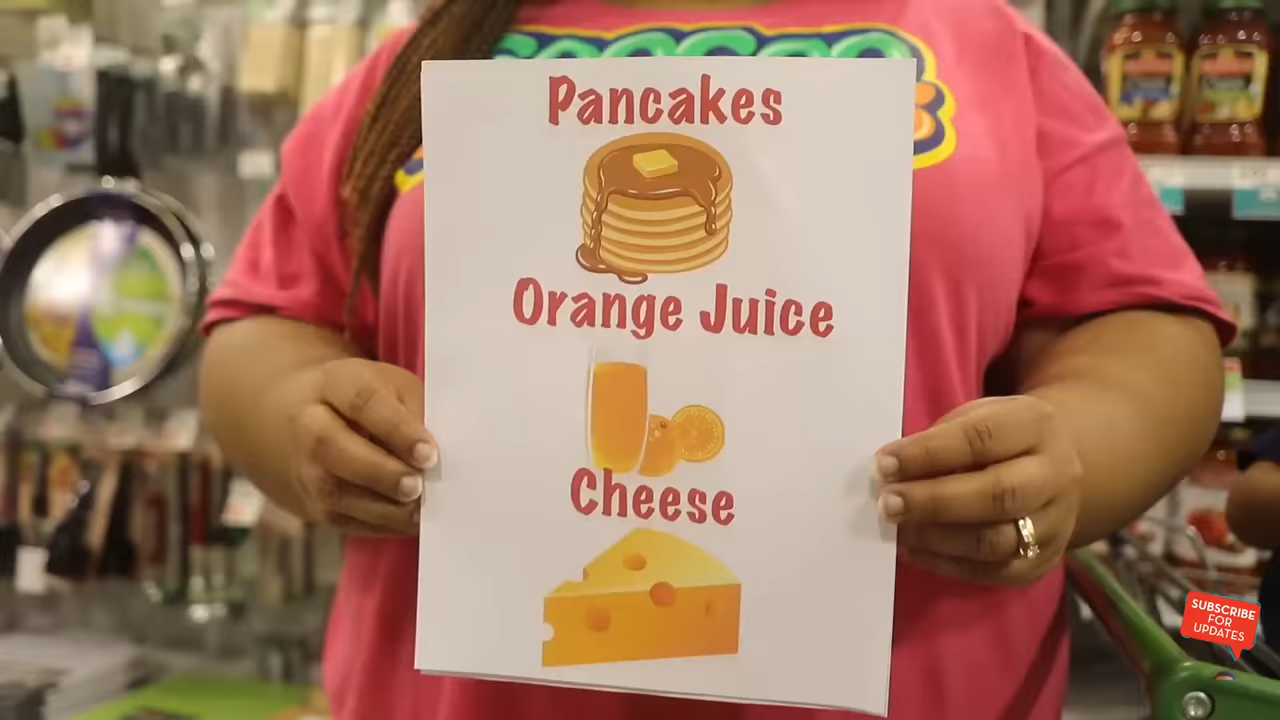 Pancakes
Orange Juice
Cheese
SUBSCRIBE
FOR
UPDATES